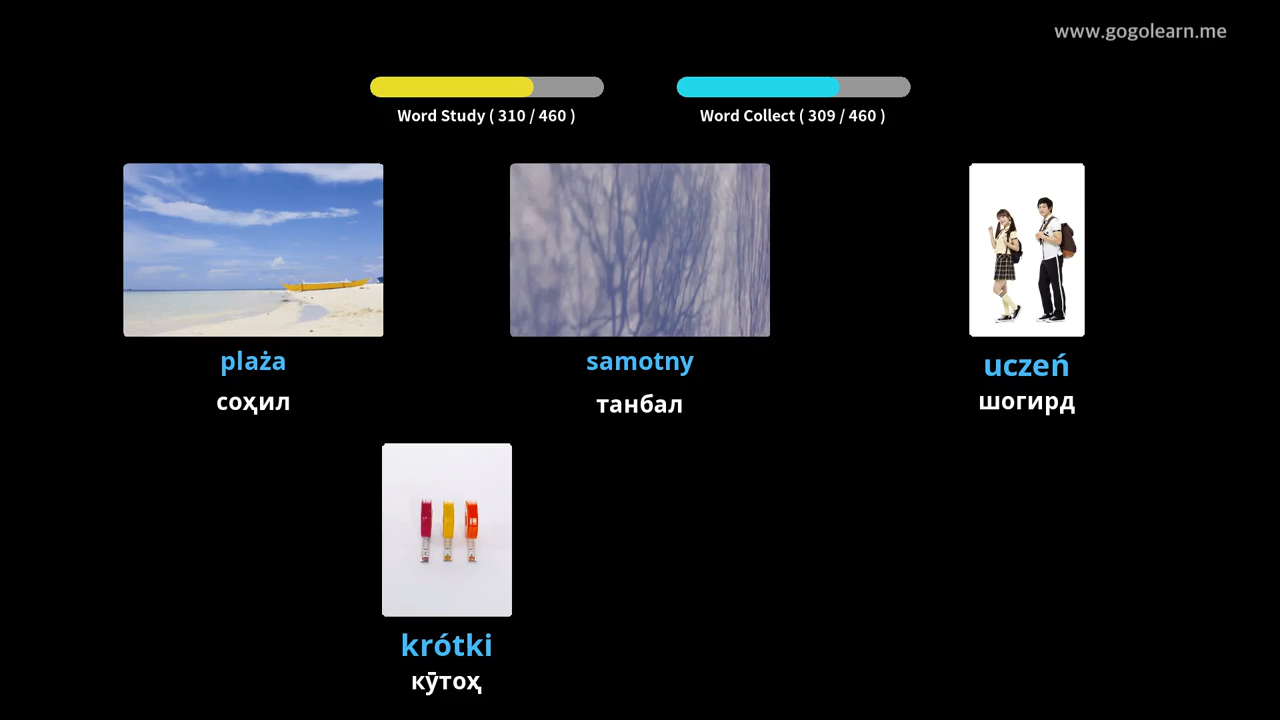 www.gogolearn.me
Word Study ( 310 / 460 )
Word Collect ( 309 / 460 )
plaża
samotny
uczeń
соҳил
танбал
шогирд
krótki
кӯтоҳ